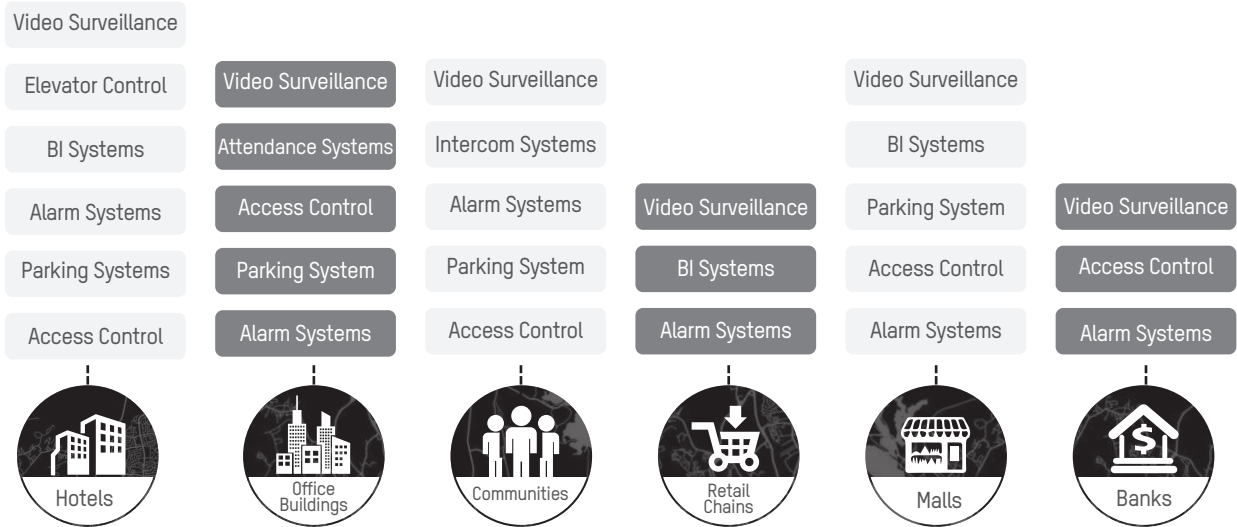 Video Surveillance
Elevator Control
BI Systems
Alarm Systems
Parking Systems
Access Control
Hotels
Video Surveillance
Attendance Systems
Access Control
Parking System
Alarm Systems
Office
Buildings
Video Surveillance
Intercom Systems
Alarm Systems
Parking System
Access Control
Communities
Video Surveillance
BI Systems
Alarm Systems
Retail
Chains
Video Surveillance
BI Systems
Parking System
Access Control
Alarm Systems
Malls
Video Surveillance
Access Control
Alarm Systems
$
Banks